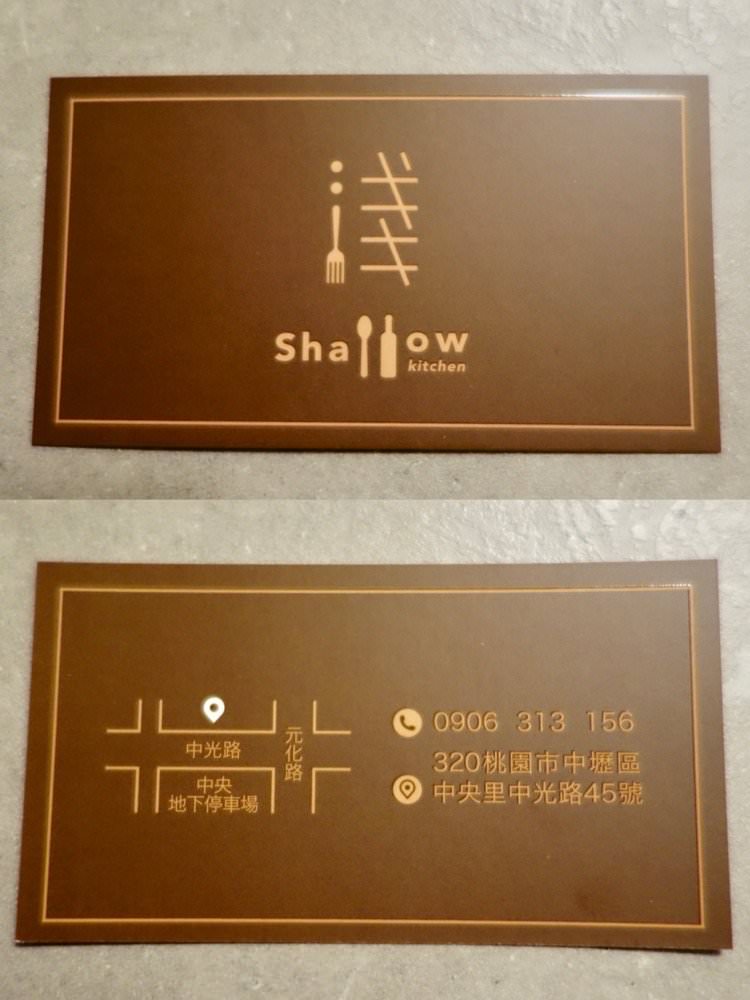 淺
Shallow
kitchen
中光路
元化路
中央
地下停車場
0906 313 156
320桃園市中壢區
中央里中光路45號